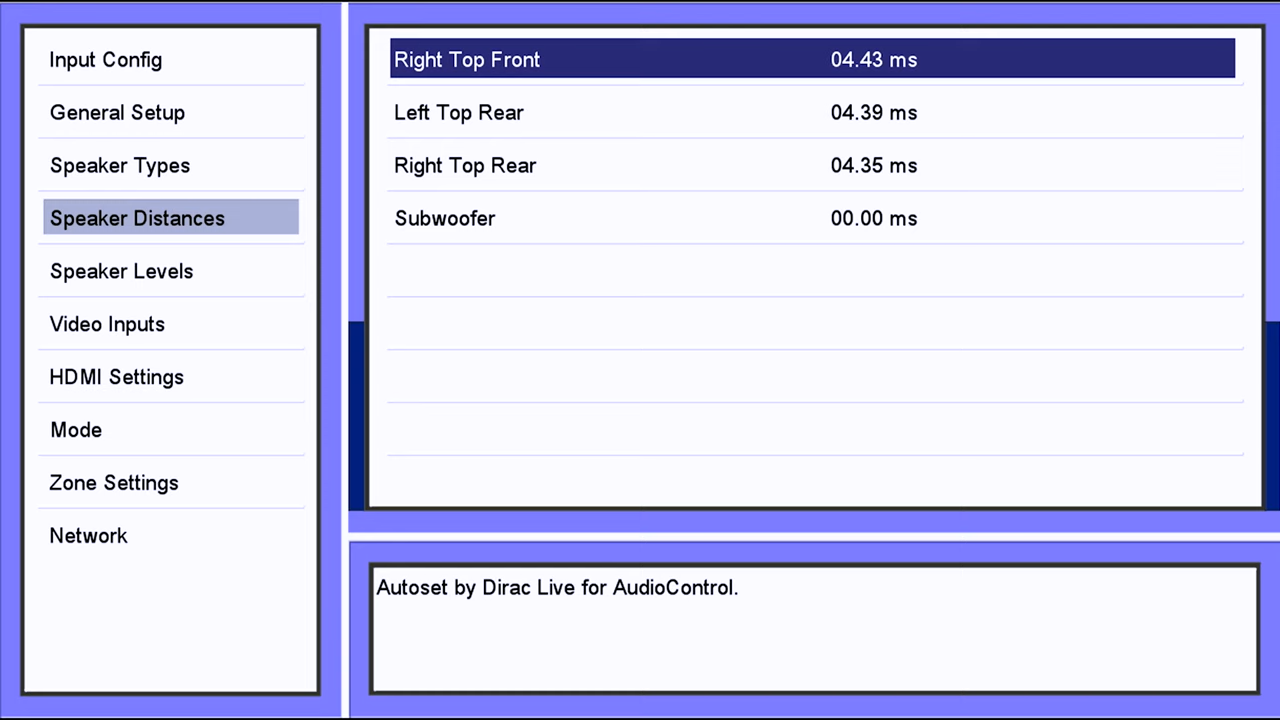 Input Config
General Setup
Speaker Types
Speaker Distances
Speaker Levels
Video Inputs
HDMI Settings
Mode
Zone Settings
Network
Right Top Front 04.43 ms
Left Top Rear 04.39 ms
Right Top Rear 04.35 ms
Subwoofer 00.00 ms
Autoset by Dirac Live for AudioControl.